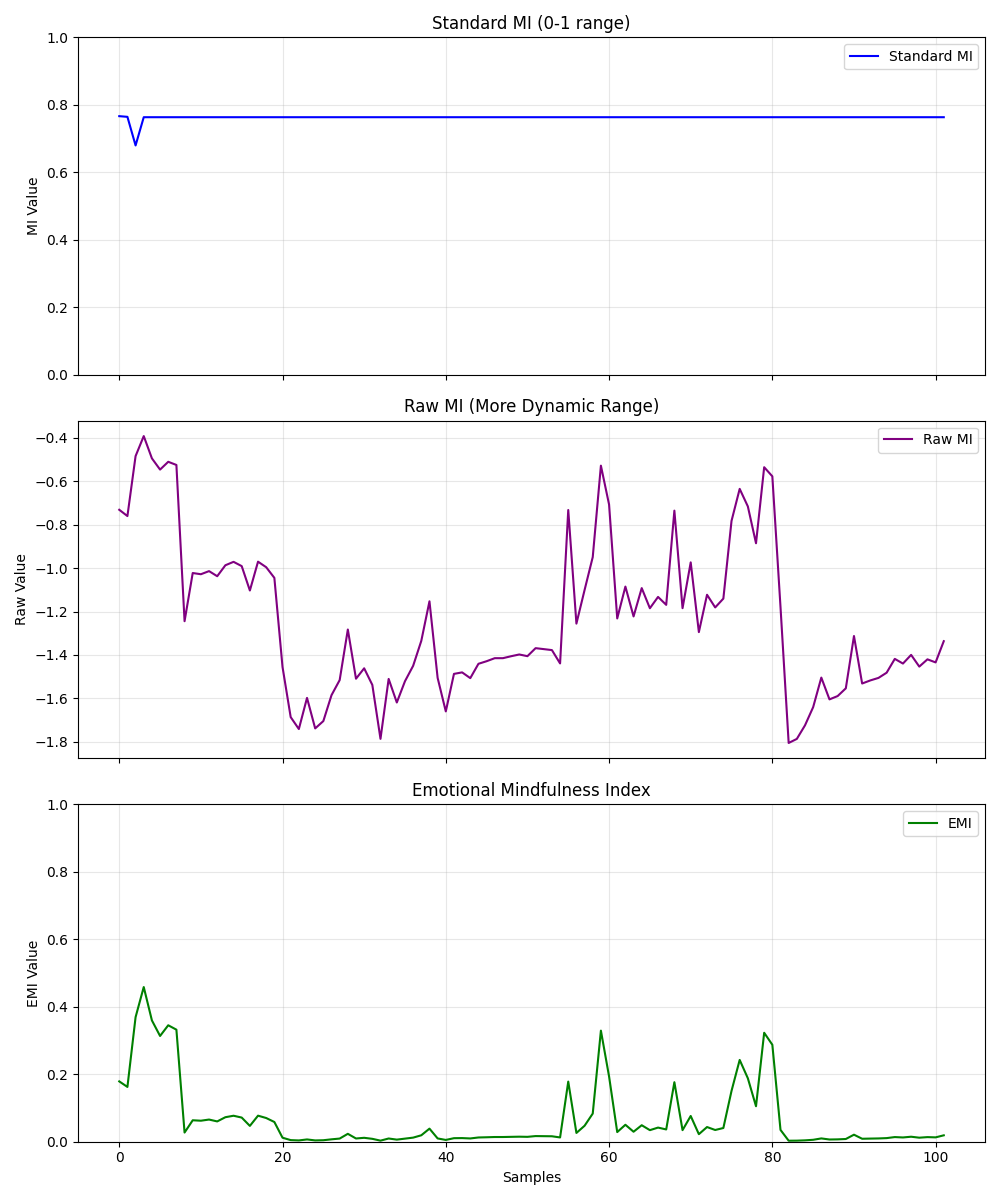 Standard MI (0-1 range)
1.0
0.8
0.6
0.4
0.2
0.0
MI Value
Standard MI
Raw MI (More Dynamic Range)
−0.4
−0.6
−0.8
−1.0
−1.2
−1.4
−1.6
−1.8
Raw Value
Raw MI
Emotional Mindfulness Index
1.0
0.8
0.6
0.4
0.2
0.0
EMI Value
EMI
0 20 40 60 80 100
Samples